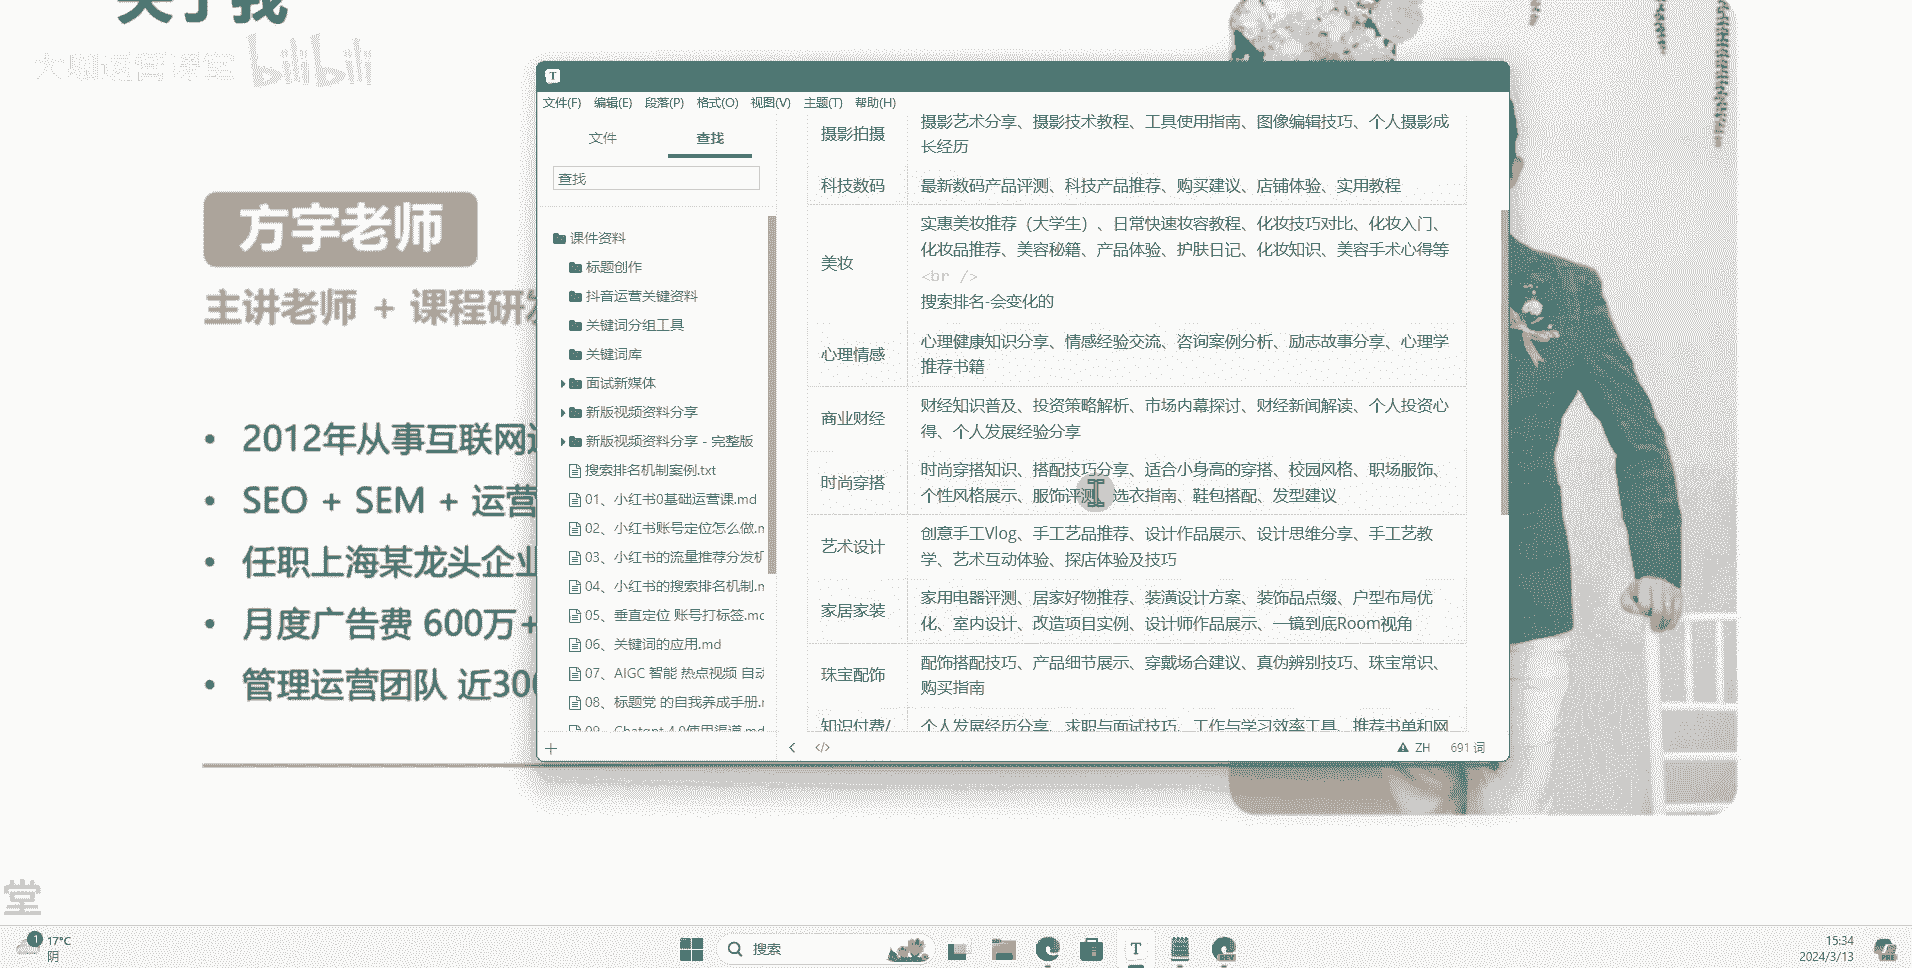 关于我
bilibili
方宇老师
主讲老师 + 课程研发
2012年从事互联网运
SEO + SEM + 运营
任职上海某龙头企业
月度广告费 600万+
管理运营团队 近300
文件(F) 编辑(E) 段落(P) 格式(O) 视图(V) 主题(T) 帮助(H)
文件 查找
查找
课件资料
标题创作
抖音运营关键资料
关键词分组工具
关键词库
面试新媒体
新版视频资料分享
新版视频资料分享 - 完整版
搜索排名机制案例.txt
01、小红书0基础运营课.md
02、小红书账号定位怎么做.m
03、小红书的流量推荐分发机
04、小红书的搜索排名机制.m
05、垂直定位 账号打标签.md
06、关键词的应用.md
07、AIGC 智能 热点视频 自动
08、标题党 的自我养成手册.m
09、Chatgpt 4.0使用渠道.md
摄影拍摄
摄影艺术分享、摄影技术教程、工具使用指南、图像编辑技巧、个人摄影成
长经历
科技数码
最新数码产品评测、科技产品推荐、购买建议、店铺体验、实用教程
美妆
实惠美妆推荐（大学生）、日常快速妆容教程、化妆技巧对比、化妆入门、
化妆品推荐、美容秘籍、产品体验、护肤日记、化妆知识、美容手术心得等
<br />
搜索排名-会变化的
心理情感
心理健康知识分享、情感经验交流、咨询案例分析、励志故事分享、心理学
推荐书籍
商业财经
财经知识普及、投资策略解析、市场内幕探讨、财经新闻解读、个人投资心
得、个人发展经验分享
时尚穿搭
时尚穿搭知识、搭配技巧分享、适合小身高的穿搭、校园风格、职场服饰、
个性风格展示、服饰评测、选衣指南、鞋包搭配、发型建议
艺术设计
创意手工Vlog、手工艺品推荐、设计作品展示、设计思维分享、手工艺教
学、艺术互动体验、探店体验及技巧
家居家装
家用电器评测、居家好物推荐、装潢设计方案、装饰品点缀、户型布局优
化、室内设计、改造项目实例、设计师作品展示、一镜到底Room视角
珠宝配饰
配饰搭配技巧、产品细节展示、穿戴场合建议、真伪辨别技巧、珠宝常识、
购买指南
知识付费/
个人发展经历分享、求职与面试技巧、工作与学习效率工具、推荐书单和网
ZH 691 词
堂
1
17°C
阴
搜索
T
DEV
15:34
2024/3/13
PRE